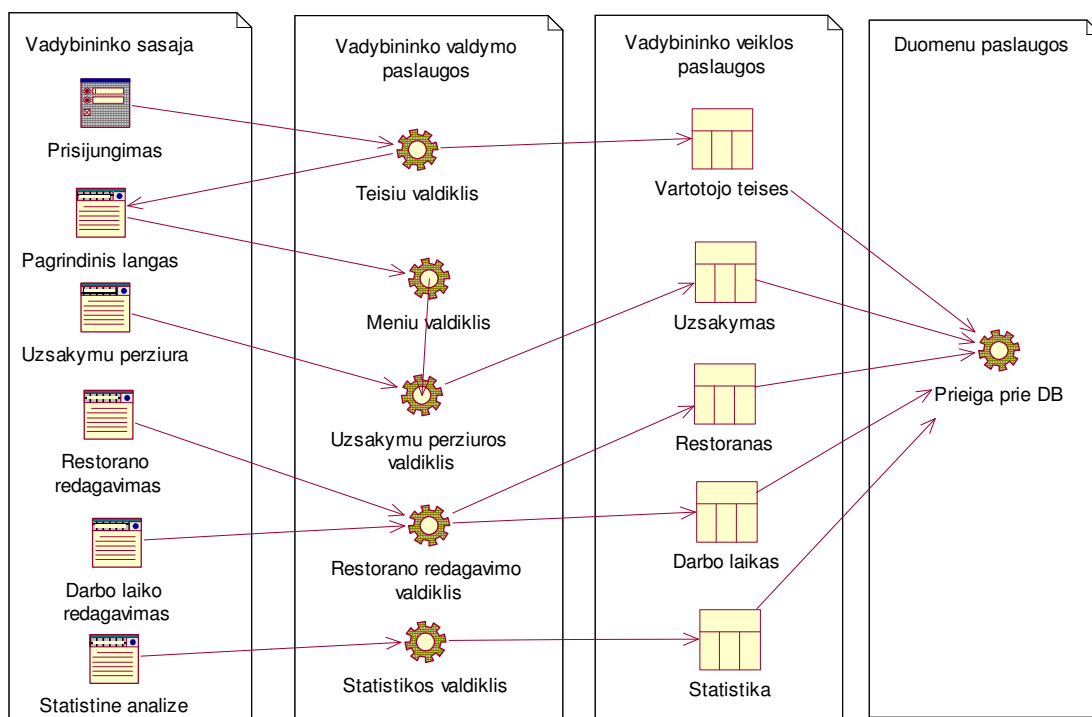 Vadybininko sasaja
Prisijungimas
Pagrindinis langas
Uzsakymu perziura
Restorano
redagavimas
Darbo laiko
redagavimas
Statistine analize
Vadybininko valdymo
paslaugos
Teisiu valdiklis
Meniu valdiklis
Uzsakymu perziuros
valdiklis
Restorano redagavimo
valdiklis
Statistikos valdiklis
Vadybininko veiklos
paslaugos
Vartotojo teises
Uzsakymas
Restoranas
Darbo laikas
Statistika
Duomenu paslaugos
Prieiga prie DB